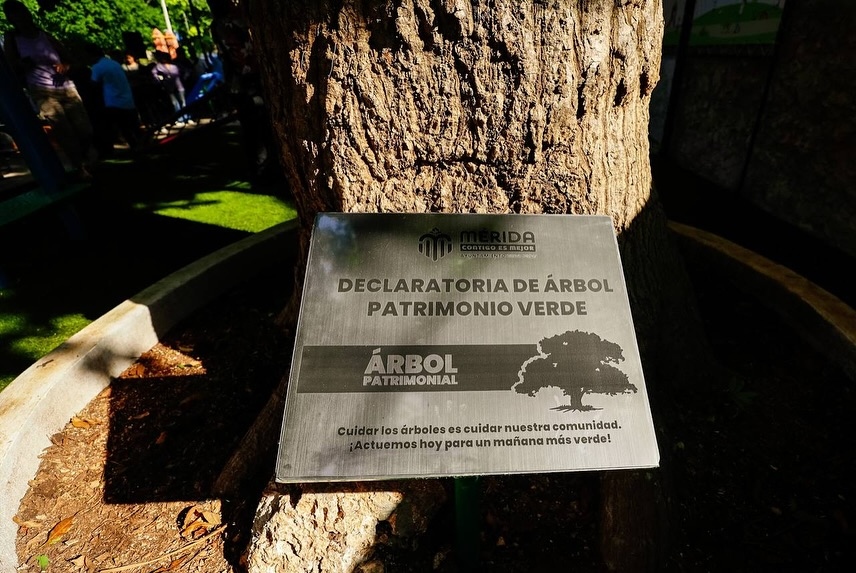 MÉRIDA
CONTIGO ES MEJOR
DECLARATORIA DE ÁRBOL
PATRIMONIO VERDE
ÁRBOL
PATRIMONIAL
Cuidar los árboles es cuidar nuestra comunidad.
¡Actuemos hoy para un mañana más verde!